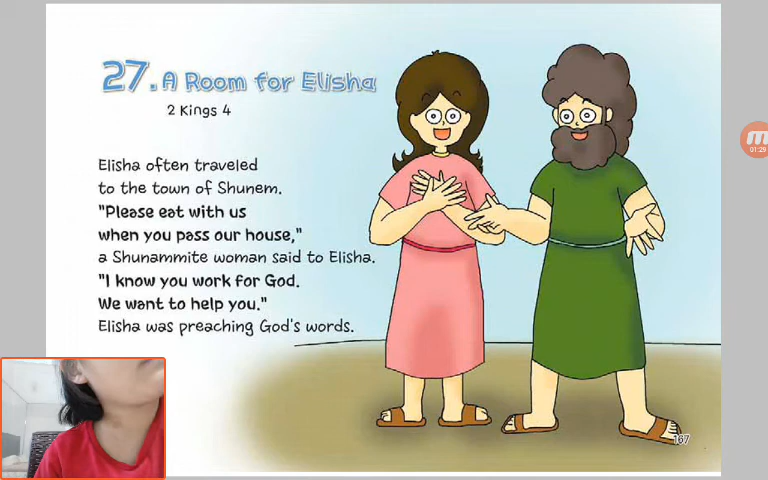 27. A Room for Elisha
2 Kings 4
Elisha often traveled
to the town of Shunem.
"Please eat with us
when you pass our house,"
a Shunammite woman said to Elisha.
"I know you work for God.
We want to help you."
Elisha was preaching God's words.
167
01:29